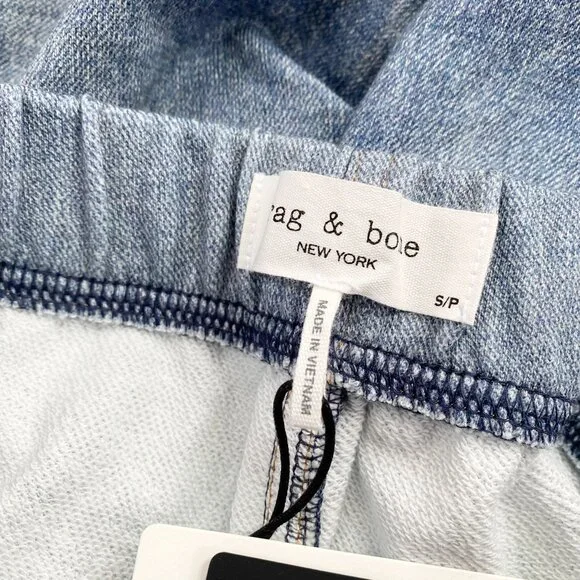 rag & bone
NEW YORK
S/P
MADE IN VIETNAM